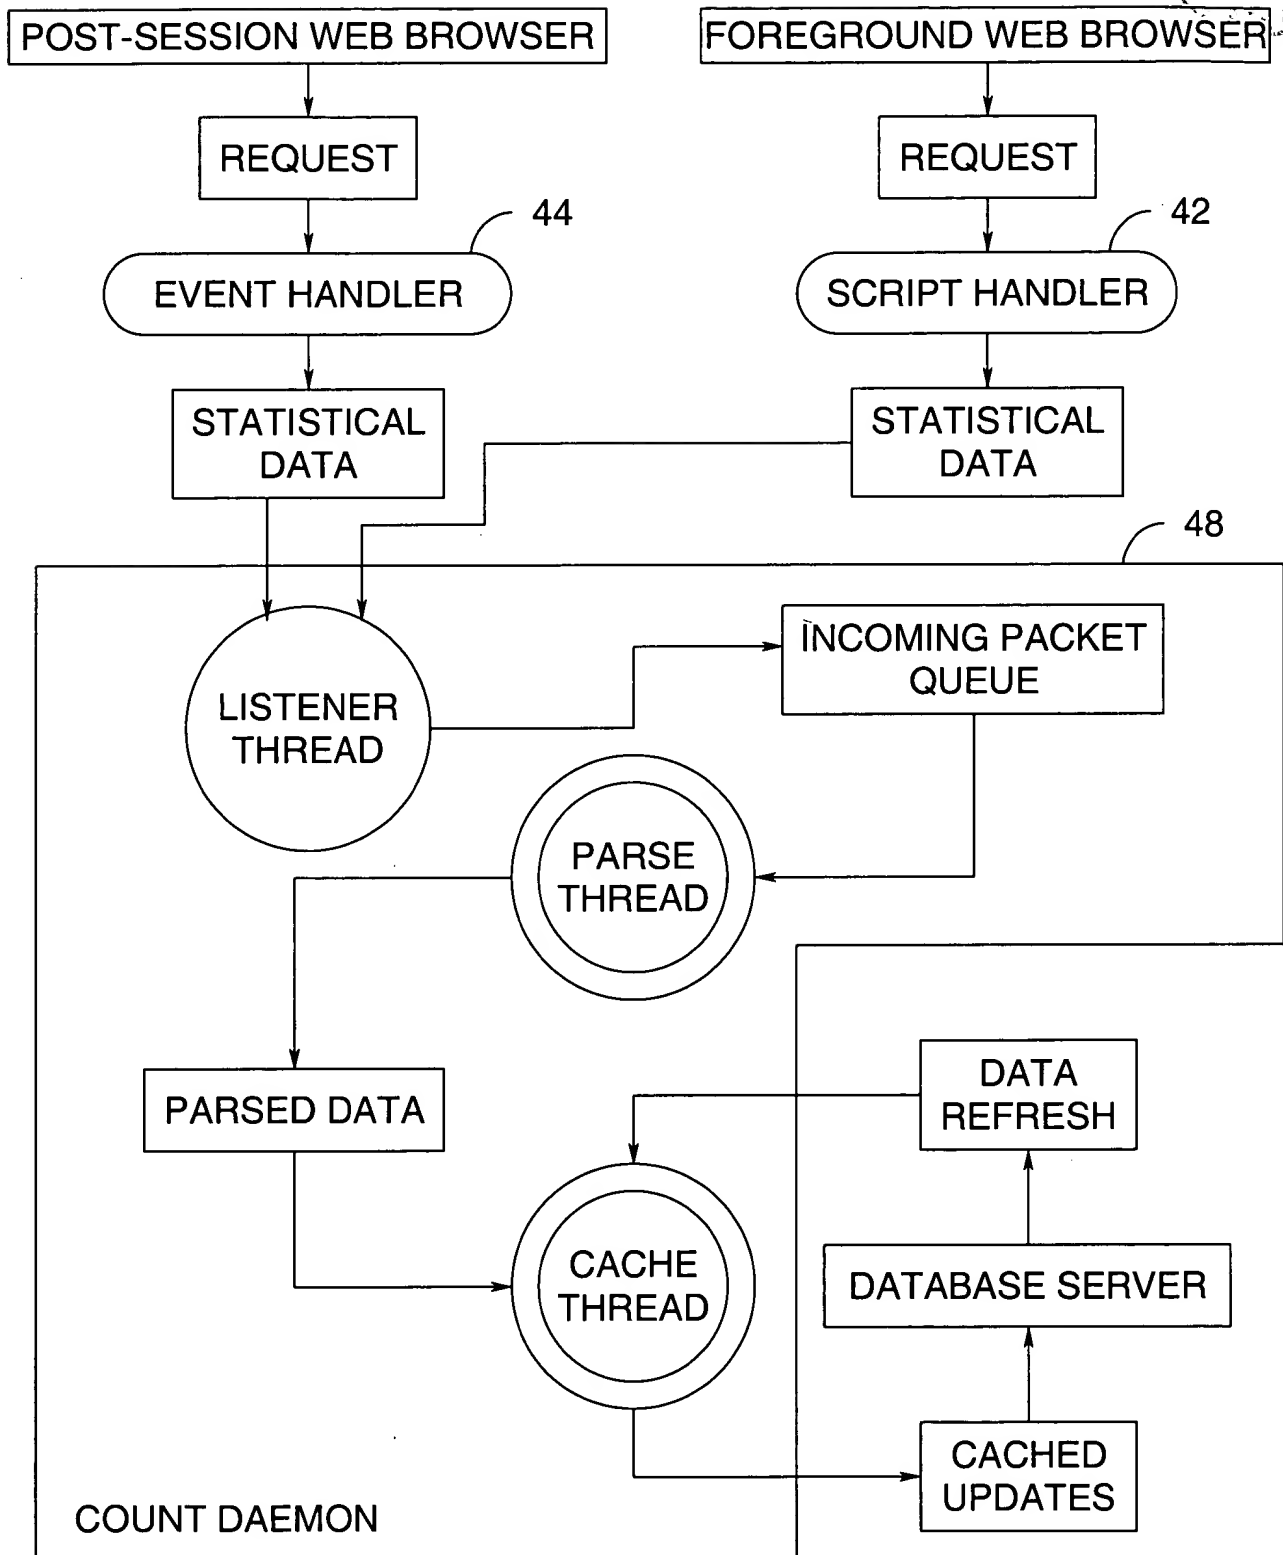 POST-SESSION WEB BROWSER
FOREGROUND WEB BROWSER
REQUEST
REQUEST
44
42
EVENT HANDLER
SCRIPT HANDLER
STATISTICAL
DATA
STATISTICAL
DATA
48
LISTENER
THREAD
INCOMING PACKET
QUEUE
PARSE
THREAD
PARSED DATA
DATA
REFRESH
CACHE
THREAD
DATABASE SERVER
CACHED
UPDATES
COUNT DAEMON